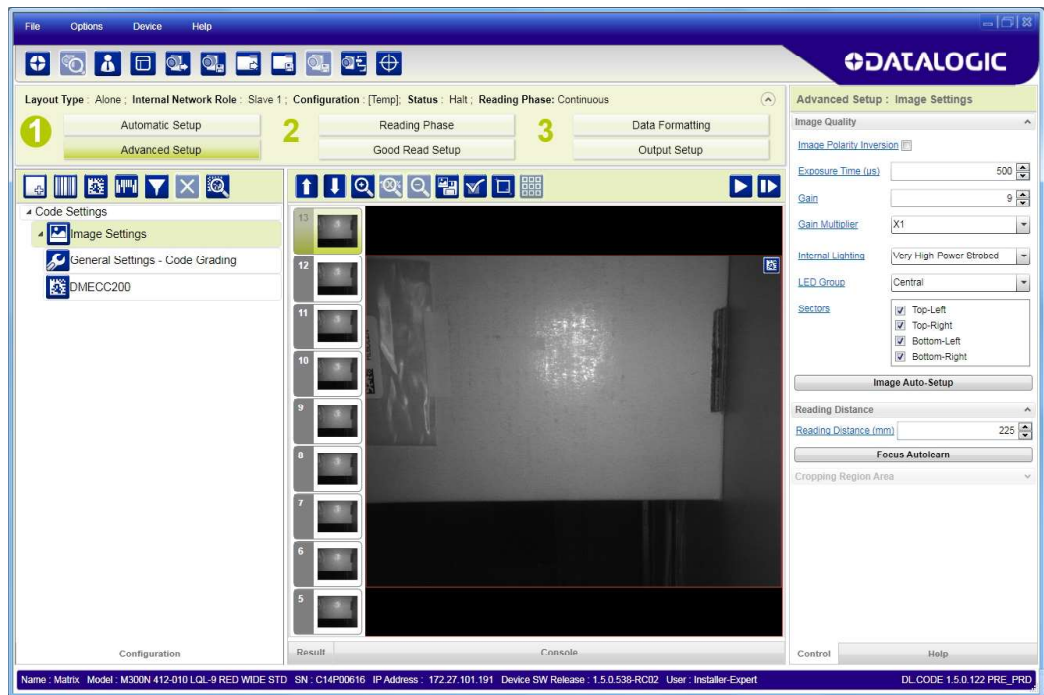 File Options Device Help
DATALOGIC
Layout Type : Alone ; Internal Network Role : Slave 1 ; Configuration : [Temp]; Status : Halt ; Reading Phase: Continuous
1 Automatic Setup
Advanced Setup
2 Reading Phase
Good Read Setup
3 Data Formatting
Output Setup
Code Settings
Image Settings
General Settings - Code Grading
DMECC200
Configuration
13
12
11
10
9
8
7
6
5
Result Console
Advanced Setup : Image Settings
Image Quality
Image Polarity Inversion
Exposure Time (us) 500
Gain 9
Gain Multiplier X1
Internal Lighting Very High Power Strobed
LED Group Central
Sectors Top-Left
Top-Right
Bottom-Left
Bottom-Right
Image Auto-Setup
Reading Distance
Reading Distance (mm) 225
Focus Autolearn
Cropping Region Area
Control Help
Name : Matrix Model : M300N 412-010 LQL-9 RED WIDE STD SN : C14P00616 IP Address : 172.27.101.191 Device SW Release : 1.5.0.538-RC02 User : Installer-Expert DL.CODE 1.5.0.122 PRE_PRD